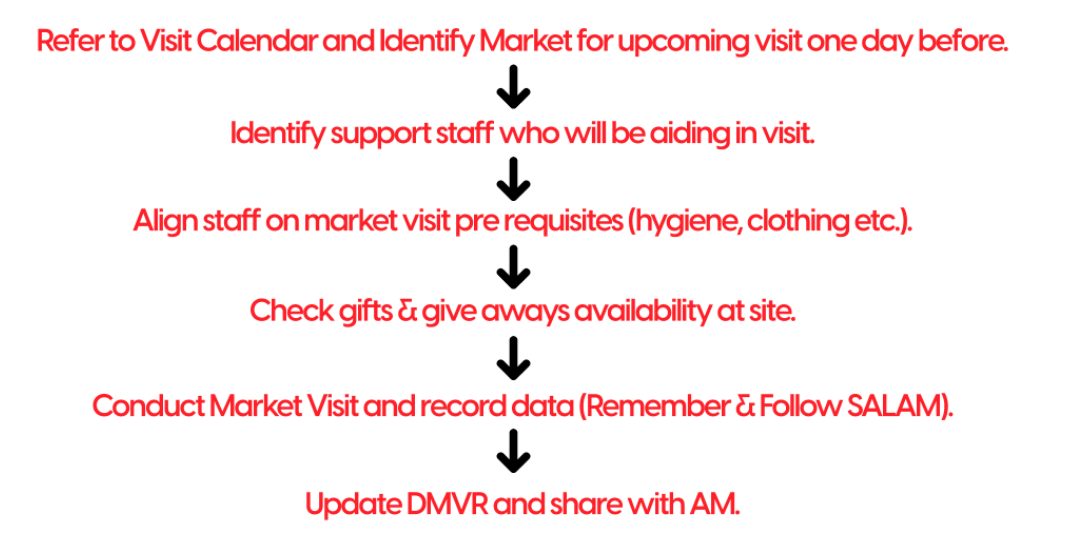 Refer to Visit Calendar and Identify Market for upcoming visit one day before.
Identify support staff who will be aiding in visit.
Align staff on market visit pre requisites (hygiene, clothing etc.).
Check gifts & give aways availability at site.
Conduct Market Visit and record data (Remember & Follow SALAM).
Update DMVR and share with AM.